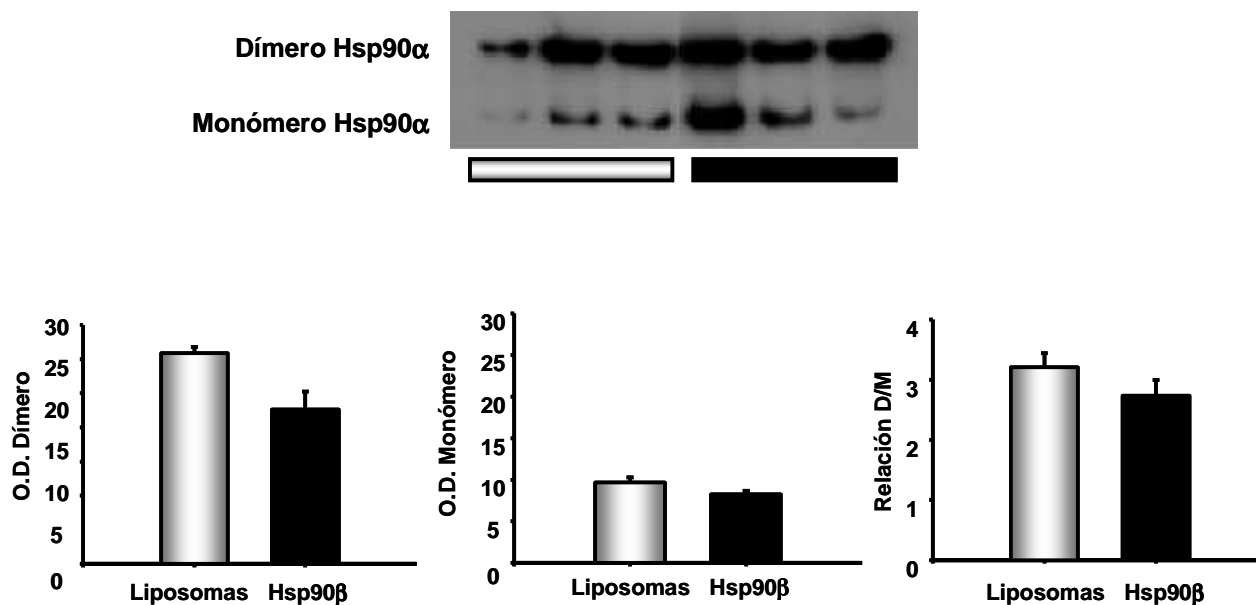 Dímero Hsp90α
Monómero Hsp90α
30
25
20
15
10
5
0
O.D. Dímero
Liposomas Hsp90β
30
25
20
15
10
5
0
O.D. Monómero
Liposomas Hsp90β
4
3
2
1
0
Relación D/M
Liposomas Hsp90β